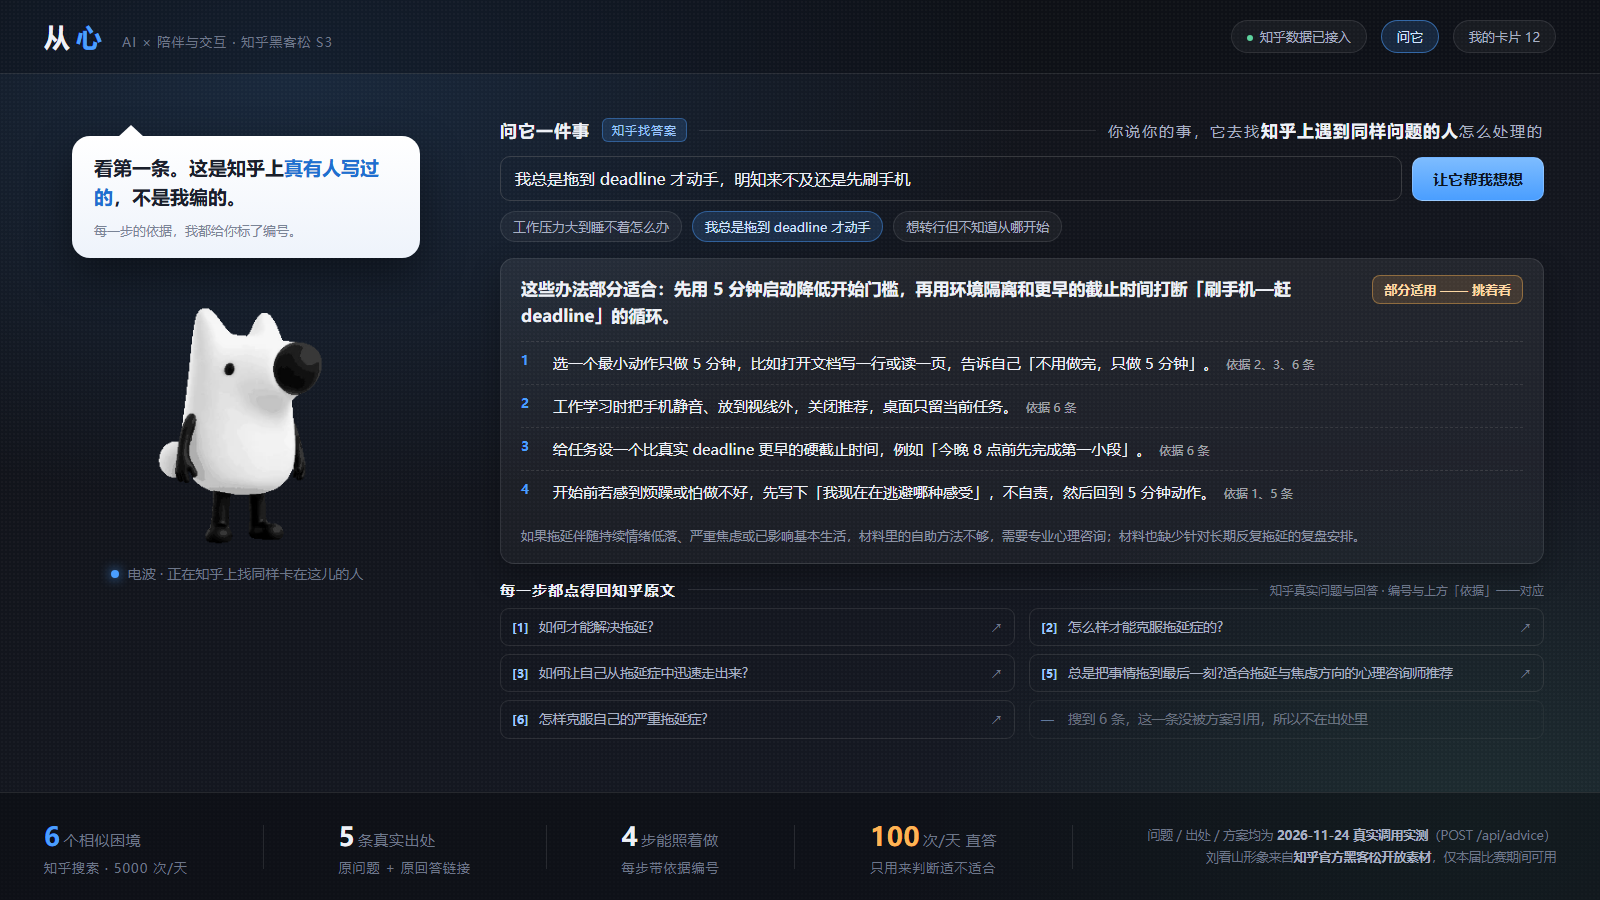 从心 AI × 陪伴与交互 · 知乎黑客松 S3
知乎数据已接入
问它
我的卡片 12
看第一条。这是知乎上真有人写过
的，不是我编的。
每一步的依据，我都给你标了编号。
电波 · 正在知乎上找同样卡在这儿的人
问它一件事 知乎找答案 你说你的事，它去找知乎上遇到同样问题的人怎么处理的
我总是拖到 deadline 才动手，明知来不及还是先刷手机
让它帮我想想
工作压力大到睡不着怎么办
我总是拖到 deadline 才动手
想转行但不知道从哪开始
这些办法部分适合：先用 5 分钟启动降低开始门槛，再用环境隔离和更早的截止时间打断「刷手机—赶
deadline」的循环。
部分适用 —— 挑着看
1 选一个最小动作只做 5 分钟，比如打开文档写一行或读一页，告诉自己「不用做完，只做 5 分钟」。 依据 2、3、6 条
2 工作学习时把手机静音、放到视线外，关闭推荐，桌面只留当前任务。 依据 6 条
3 给任务设一个比真实 deadline 更早的硬截止时间，例如「今晚 8 点前先完成第一小段」。 依据 6 条
4 开始前若感到烦躁或怕做不好，先写下「我现在在逃避哪种感受」，不自责，然后回到 5 分钟动作。 依据 1、5 条
如果拖延伴随持续情绪低落、严重焦虑或已影响基本生活，材料里的自助方法不够，需要专业心理咨询；材料也缺少针对长期反复拖延的复盘安排。
每一步都点得回知乎原文 知乎真实问题与回答 · 编号与上方「依据」一一对应
[1] 如何才能解决拖延? ↗
[2] 怎么样才能克服拖延症的? ↗
[3] 如何让自己从拖延症中迅速走出来? ↗
[5] 总是把事情拖到最后一刻?适合拖延与焦虑方向的心理咨询师推荐 ↗
[6] 怎样克服自己的严重拖延症? ↗
— 搜到 6 条，这一条没被方案引用，所以不在出处里
6 个相似困境
知乎搜索 · 5000 次/天
5 条真实出处
原问题 + 原回答链接
4 步能照着做
每步带依据编号
100 次/天 直答
只用来判断适不适合
问题 / 出处 / 方案均为 2026-11-24 真实调用实测（POST /api/advice）
刘看山形象来自知乎官方黑客松开放素材，仅本届比赛期间可用